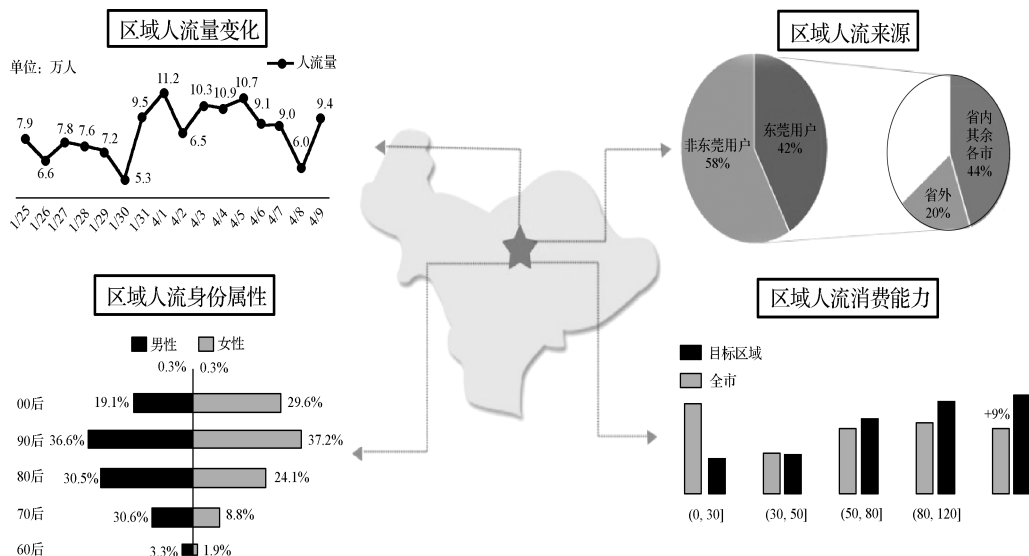 区域人流量变化
单位：万人
人流量
7.9
6.6
7.8
7.6
7.2
5.3
9.5
11.2
6.5
10.3
10.9
10.7
9.1
9.0
6.0
9.4
1/25
1/26
1/27
1/28
1/29
1/30
1/31
4/1
4/2
4/3
4/4
4/5
4/6
4/7
4/8
4/9
区域人流来源
非东莞用户
58%
东莞用户
42%
省内
其余
各市
44%
省外
20%
区域人流身份属性
男性
女性
0.3%
0.3%
00后
19.1%
29.6%
90后
36.6%
37.2%
80后
30.5%
24.1%
70后
30.6%
8.8%
60后
3.3%
1.9%
区域人流消费能力
目标区域
全市
+9%
(0, 30]
(30, 50]
(50, 80]
(80, 120]